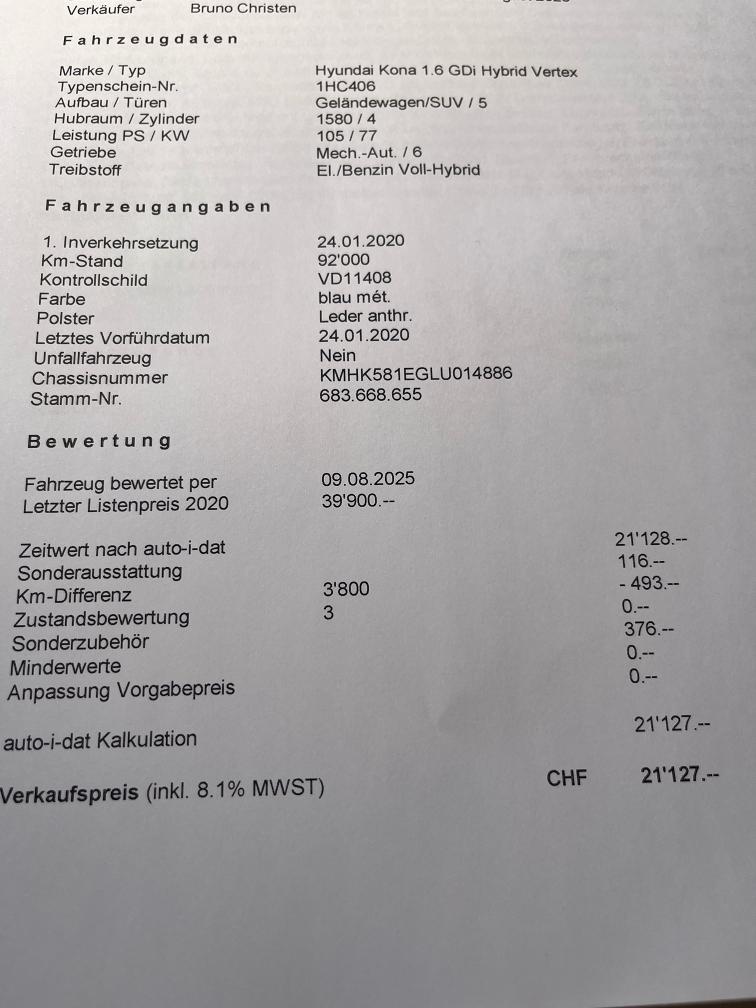 Verkäufer Bruno Christen
Fahrzeugdaten
Marke / Typ Hyundai Kona 1.6 GDi Hybrid Vertex
Typenschein-Nr. 1HC406
Aufbau / Türen Geländewagen/SUV / 5
Hubraum / Zylinder 1580 / 4
Leistung PS / KW 105 / 77
Getriebe Mech.-Aut. / 6
Treibstoff El./Benzin Voll-Hybrid
Fahrzeugangaben
1. Inverkehrsetzung 24.01.2020
Km-Stand 92'000
Kontrollschild VD11408
Farbe blau mét.
Polster Leder anthr.
Letztes Vorführdatum 24.01.2020
Unfallfahrzeug Nein
Chassisnummer KMHK581EGLU014886
Stamm-Nr. 683.668.655
Bewertung
Fahrzeug bewertet per 09.08.2025
Letzter Listenpreis 2020 39'900.--
Zeitwert nach auto-i-dat 21'128.--
Sonderausstattung 116.--
Km-Differenz 3'800 - 493.--
Zustandsbewertung 3 0.--
Sonderzubehör 376.--
Minderwerte 0.--
Anpassung Vorgabepreis 0.--
auto-i-dat Kalkulation 21'127.--
Verkaufspreis (inkl. 8.1% MWST) CHF 21'127.--